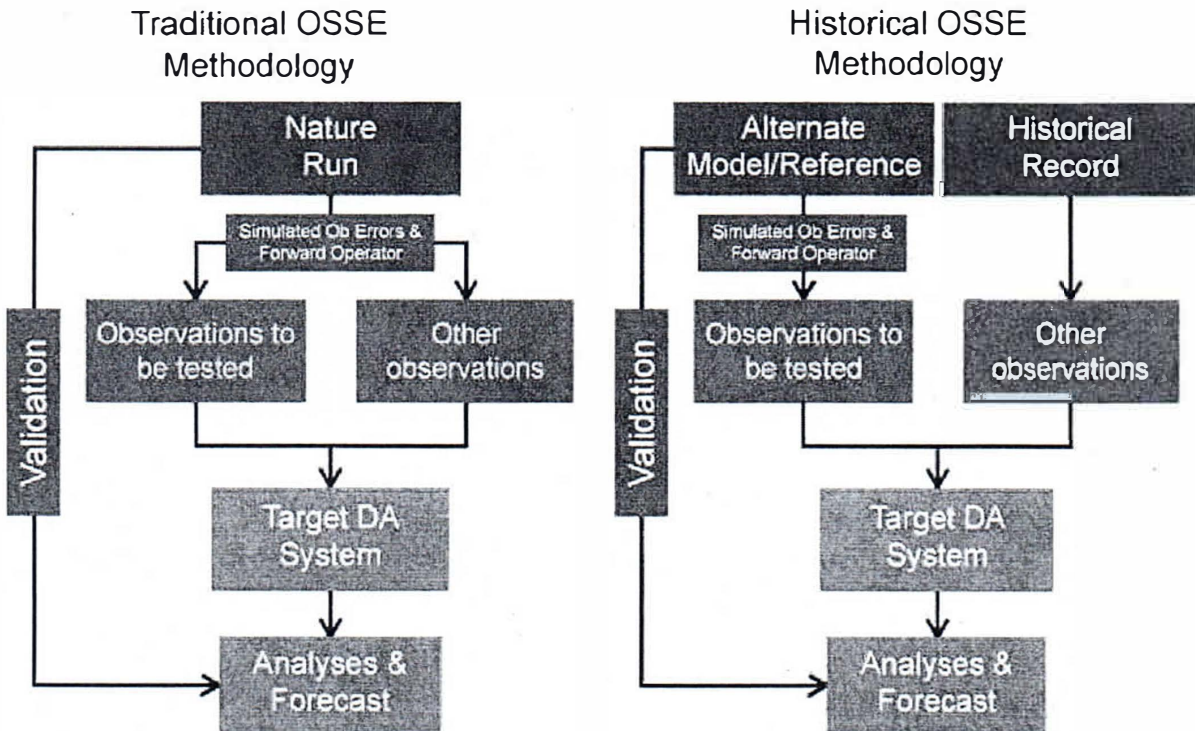 Traditional OSSE
Methodology
Nature
Run
Simulated Ob Errors &
Forward Operator
Observations to
be tested
Other
observations
Validation
Target DA
System
Analyses &
Forecast
Historical OSSE
Methodology
Alternate
Model/Reference
Historical
Record
Simulated Ob Errors &
Forward Operator
Observations to
be tested
Other
observations
Validation
Target DA
System
Analyses &
Forecast